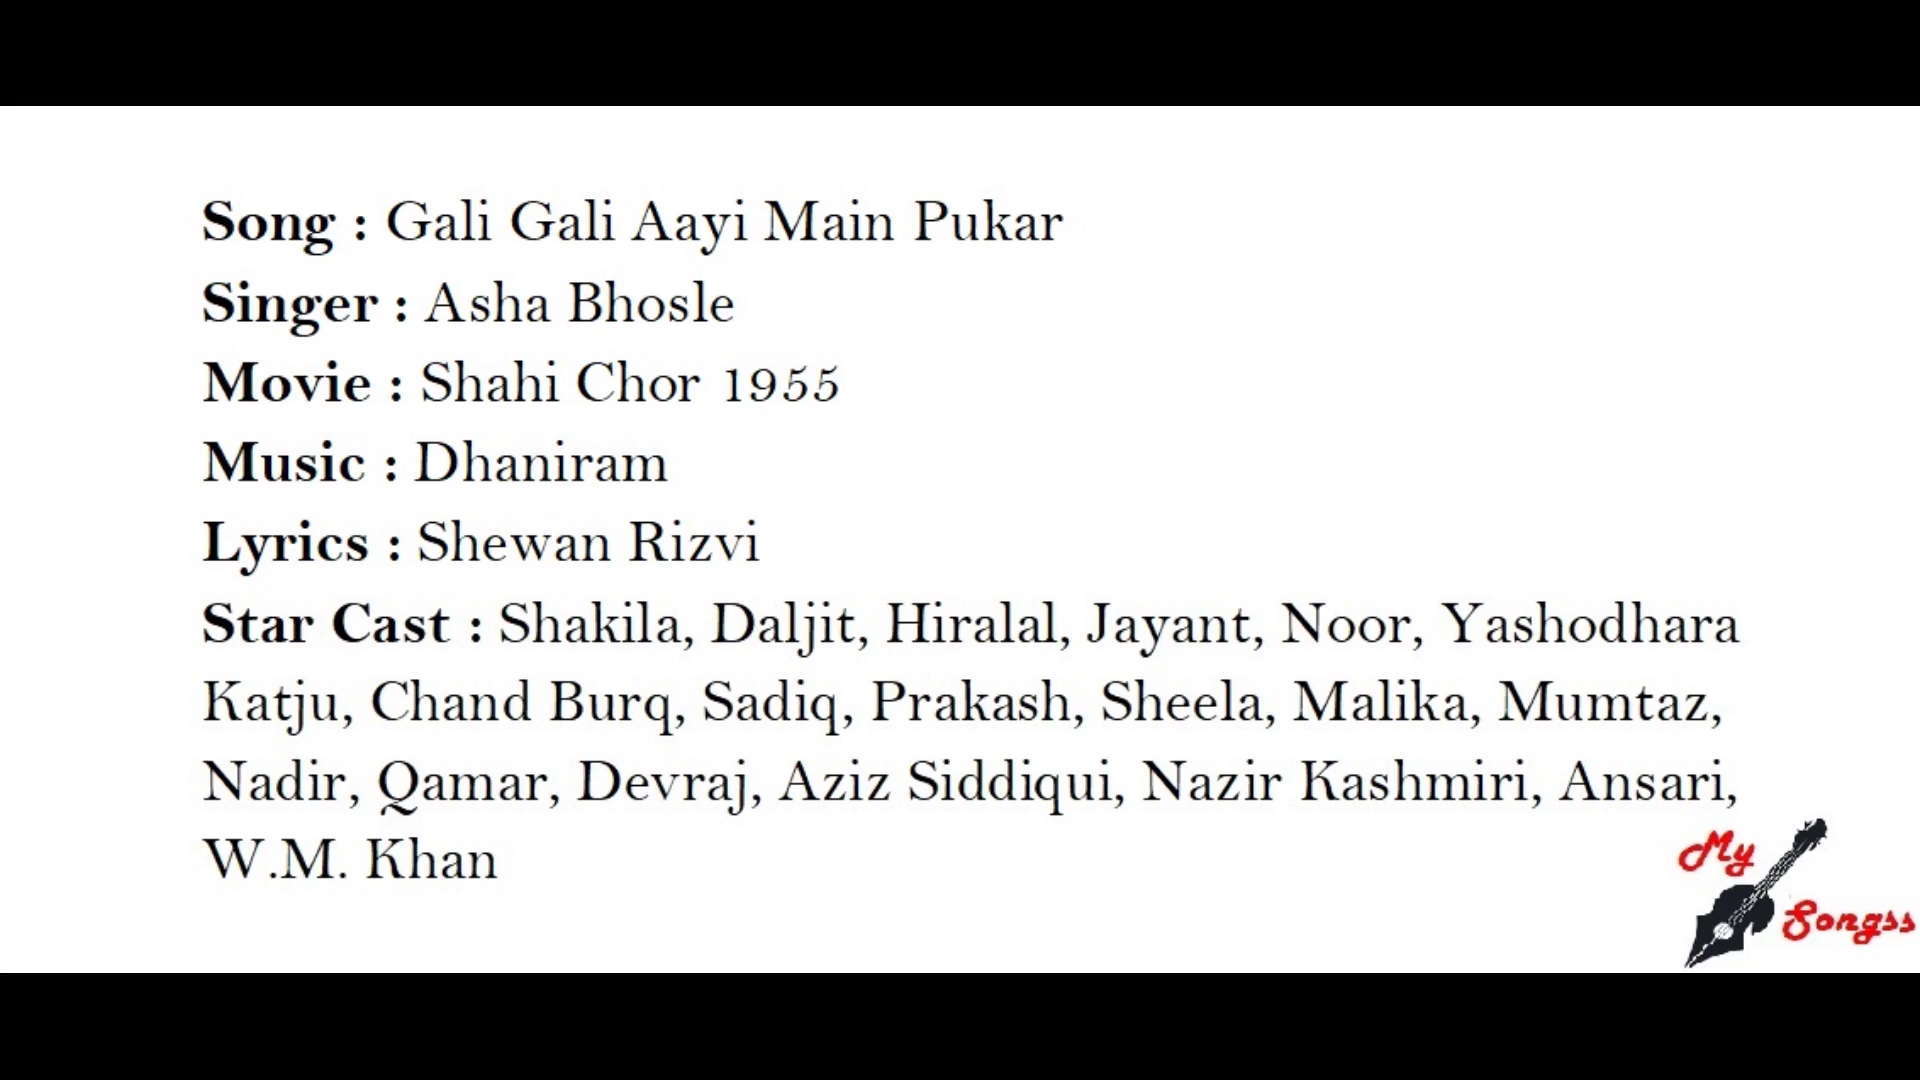 Song : Gali Gali Aayi Main Pukar
Singer : Asha Bhosle
Movie : Shahi Chor 1955
Music : Dhaniram
Lyrics : Shewan Rizvi
Star Cast : Shakila, Daljit, Hiralal, Jayant, Noor, Yashodhara
Katju, Chand Burq, Sadiq, Prakash, Sheela, Malika, Mumtaz,
Nadir, Qamar, Devraj, Aziz Siddiqui, Nazir Kashmiri, Ansari,
W.M. Khan
My
Songss